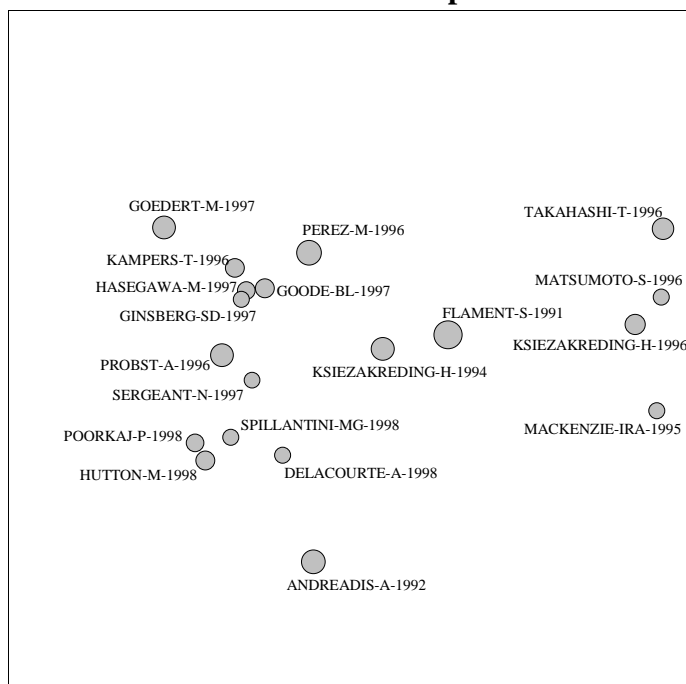 GOEDERT-M-1997
TAKAHASHI-T-1996
PEREZ-M-1996
KAMPERS-T-1996
MATSUMOTO-S-1996
HASEGAWA-M-1997
GOODE-BL-1997
GINSBERG-SD-1997
FLAMENT-S-1991
KSIEZAKREDING-H-1996
PROBST-A-1996
KSIEZAKREDING-H-1994
SERGEANT-N-1997
SPILLANTINI-MG-1998
MACKENZIE-IRA-1995
POORKAJ-P-1998
HUTTON-M-1998
DELACOURTE-A-1998
ANDREADIS-A-1992